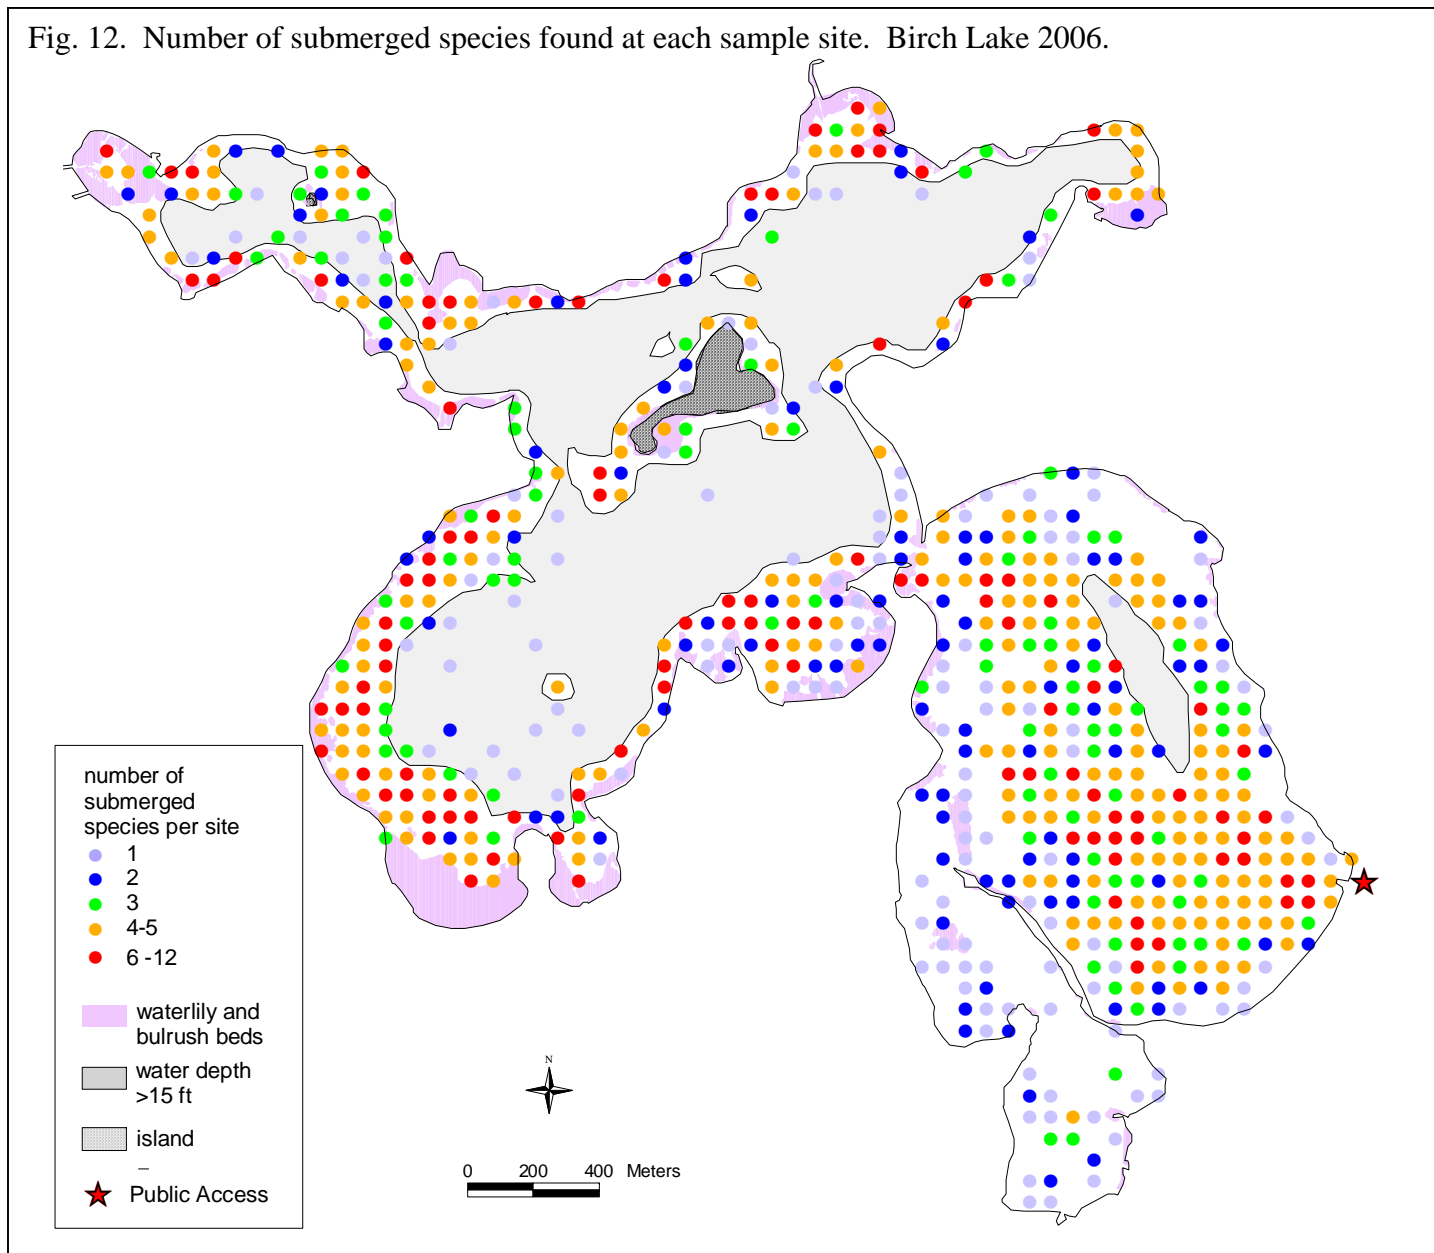 Fig. 12.  Number of submerged species found at each sample site.  Birch Lake 2006.
number of
submerged
species per site
1
2
3
4-5
6 -12
waterlily and
bulrush beds
water depth
>15 ft
island
Public Access
N
0 200 400 Meters